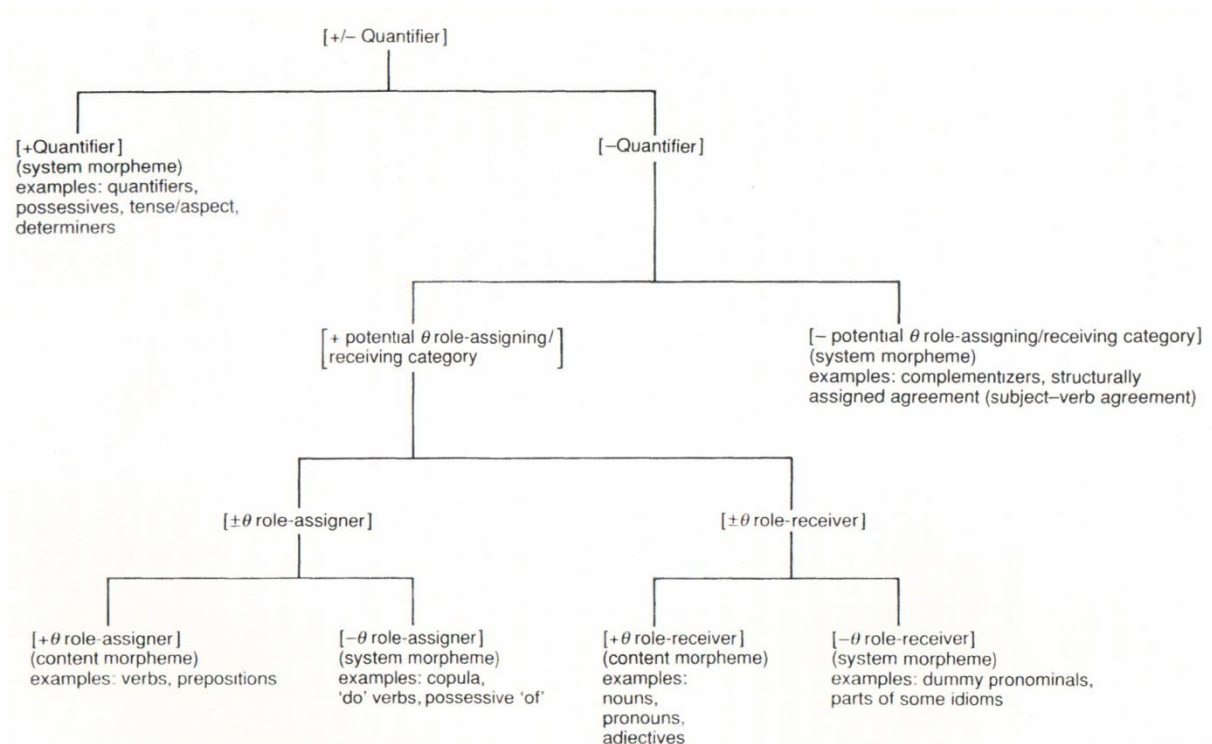 [+/– Quantifier]
[+Quantifier]
(system morpheme)
examples: quantifiers,
possessives, tense/aspect,
determiners
[–Quantifier]
[+ potential θ role-assigning/
receiving category]
[– potential θ role-assigning/receiving category]
(system morpheme)
examples: complementizers, structurally
assigned agreement (subject–verb agreement)
[±θ role-assigner]
[±θ role-receiver]
[+θ role-assigner]
(content morpheme)
examples: verbs, prepositions
[–θ role-assigner]
(system morpheme)
examples: copula,
'do' verbs, possessive 'of'
[+θ role-receiver]
(content morpheme)
examples:
nouns,
pronouns,
adjectives
[–θ role-receiver]
(system morpheme)
examples: dummy pronominals,
parts of some idioms